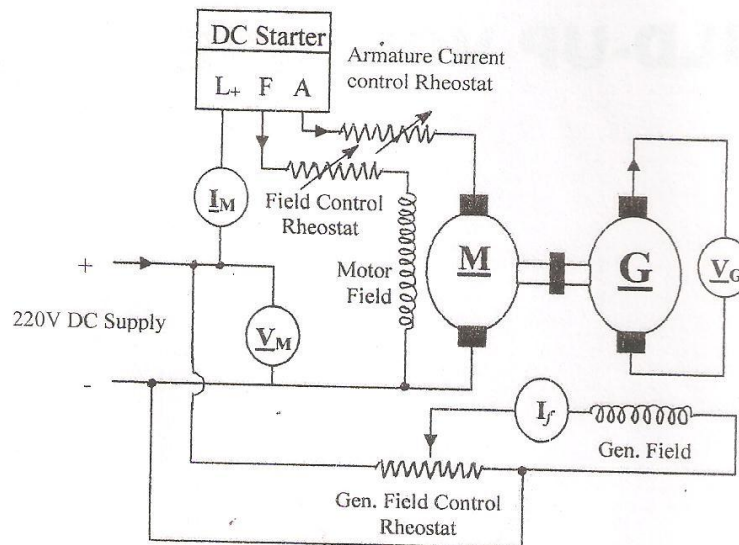 DC Starter
L+ F A
Armature Current
control Rheostat
I_M
Field Control
Rheostat
Motor
Field
M
G
V_G
+
220V DC Supply
V_M
-
I_f
Gen. Field
Gen. Field Control
Rheostat